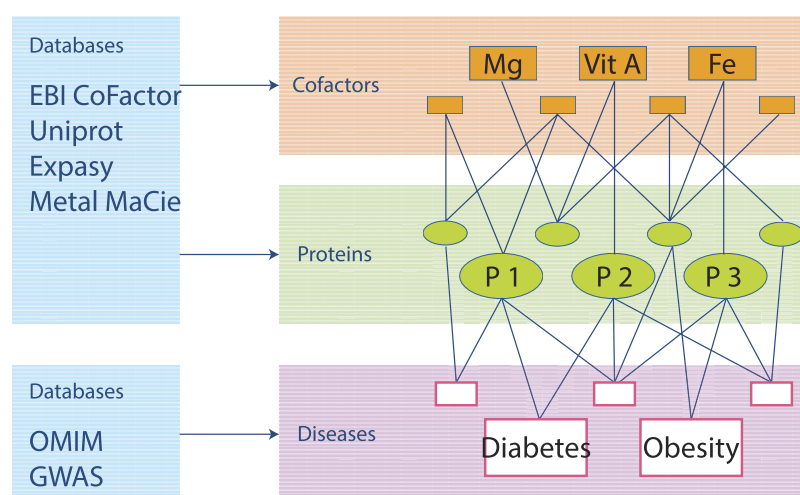 Databases
EBI CoFactor
Uniprot
Expasy
Metal MaCie
Cofactors
Mg
Vit A
Fe
Proteins
P 1
P 2
P 3
Databases
OMIM
GWAS
Diseases
Diabetes
Obesity